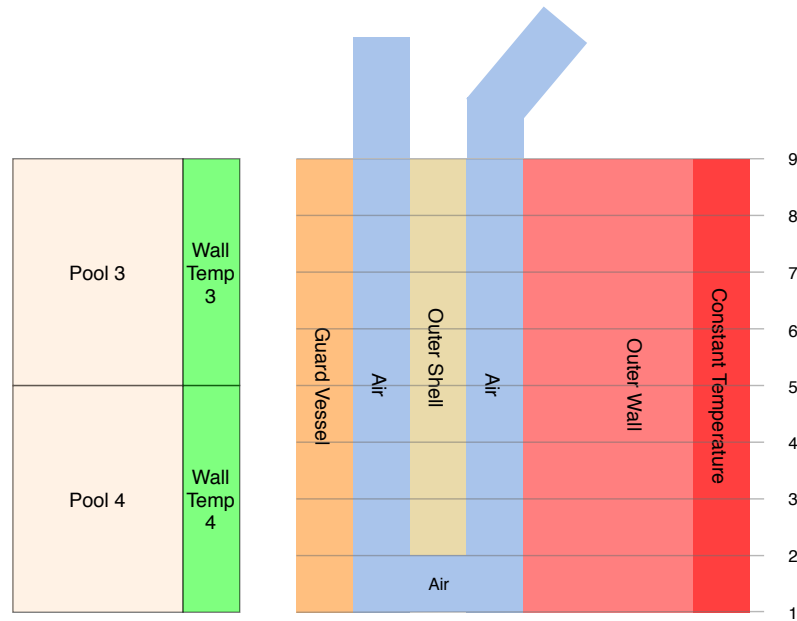 Pool 3
Wall
Temp
3
Pool 4
Wall
Temp
4
Guard Vessel
Air
Outer Shell
Air
Outer Wall
Constant Temperature
Air
9
8
7
6
5
4
3
2
1